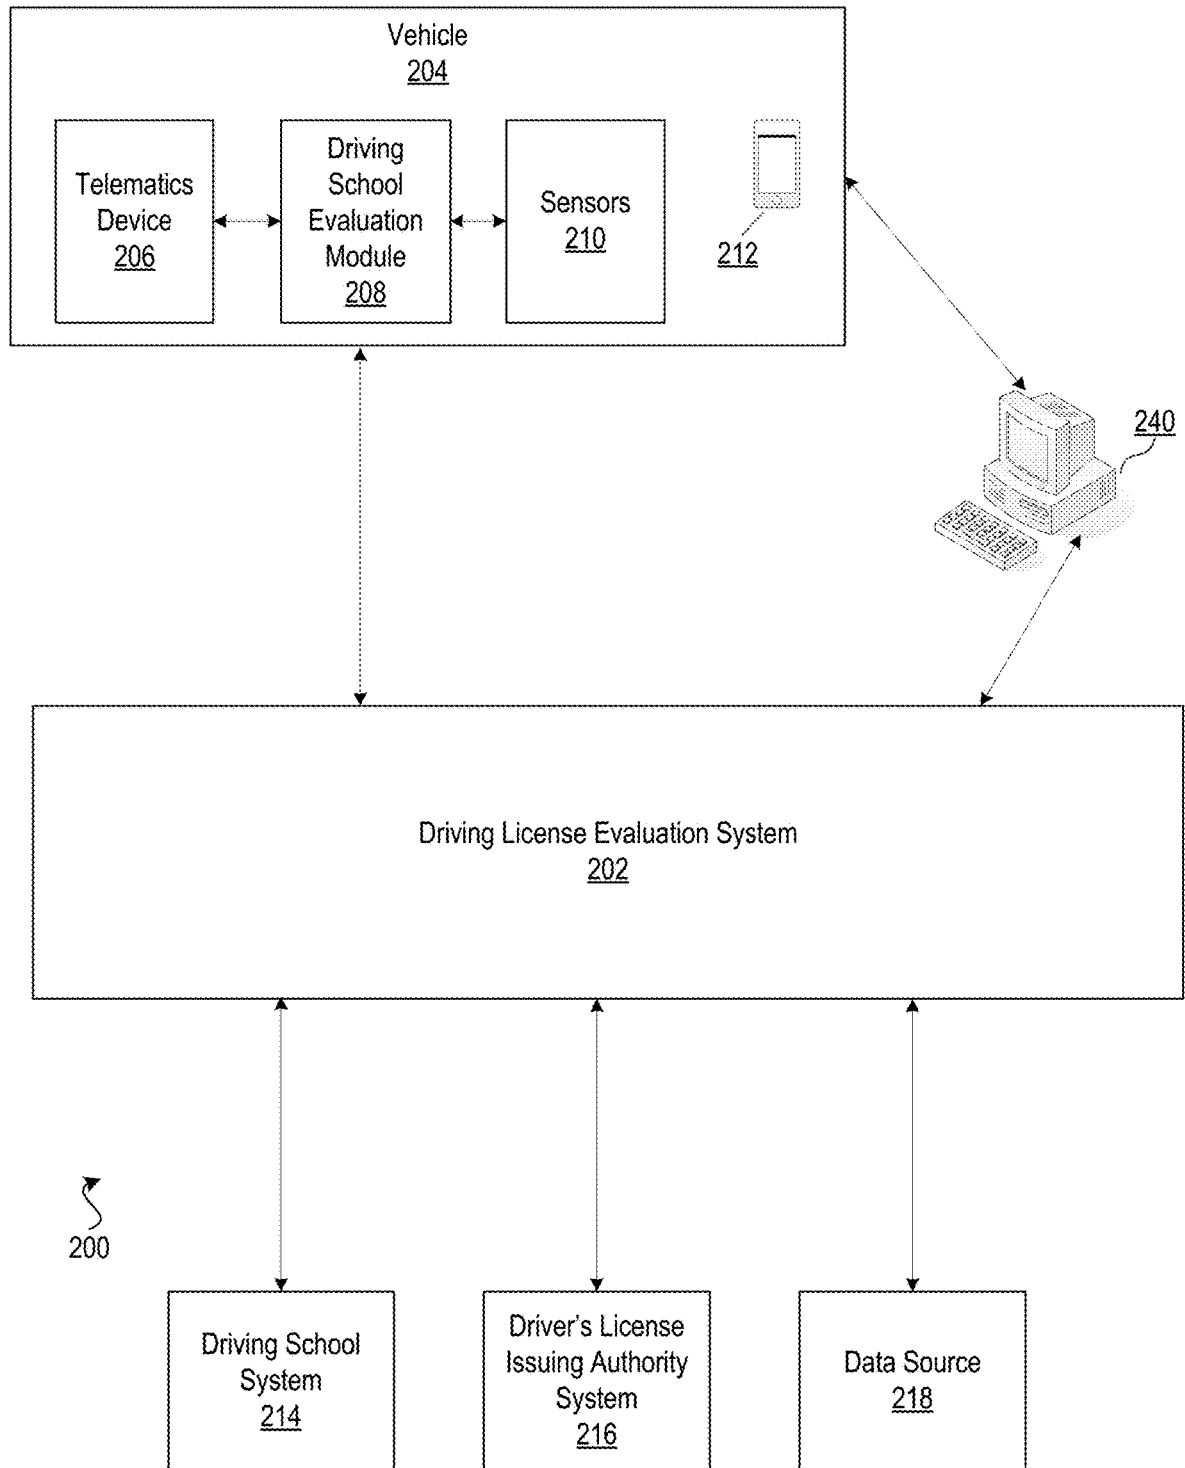 Vehicle
204
Telematics
Device
206
Driving
School
Evaluation
Module
208
Sensors
210
212
240
Driving License Evaluation System
202
200
Driving School
System
214
Driver's License
Issuing Authority
System
216
Data Source
218